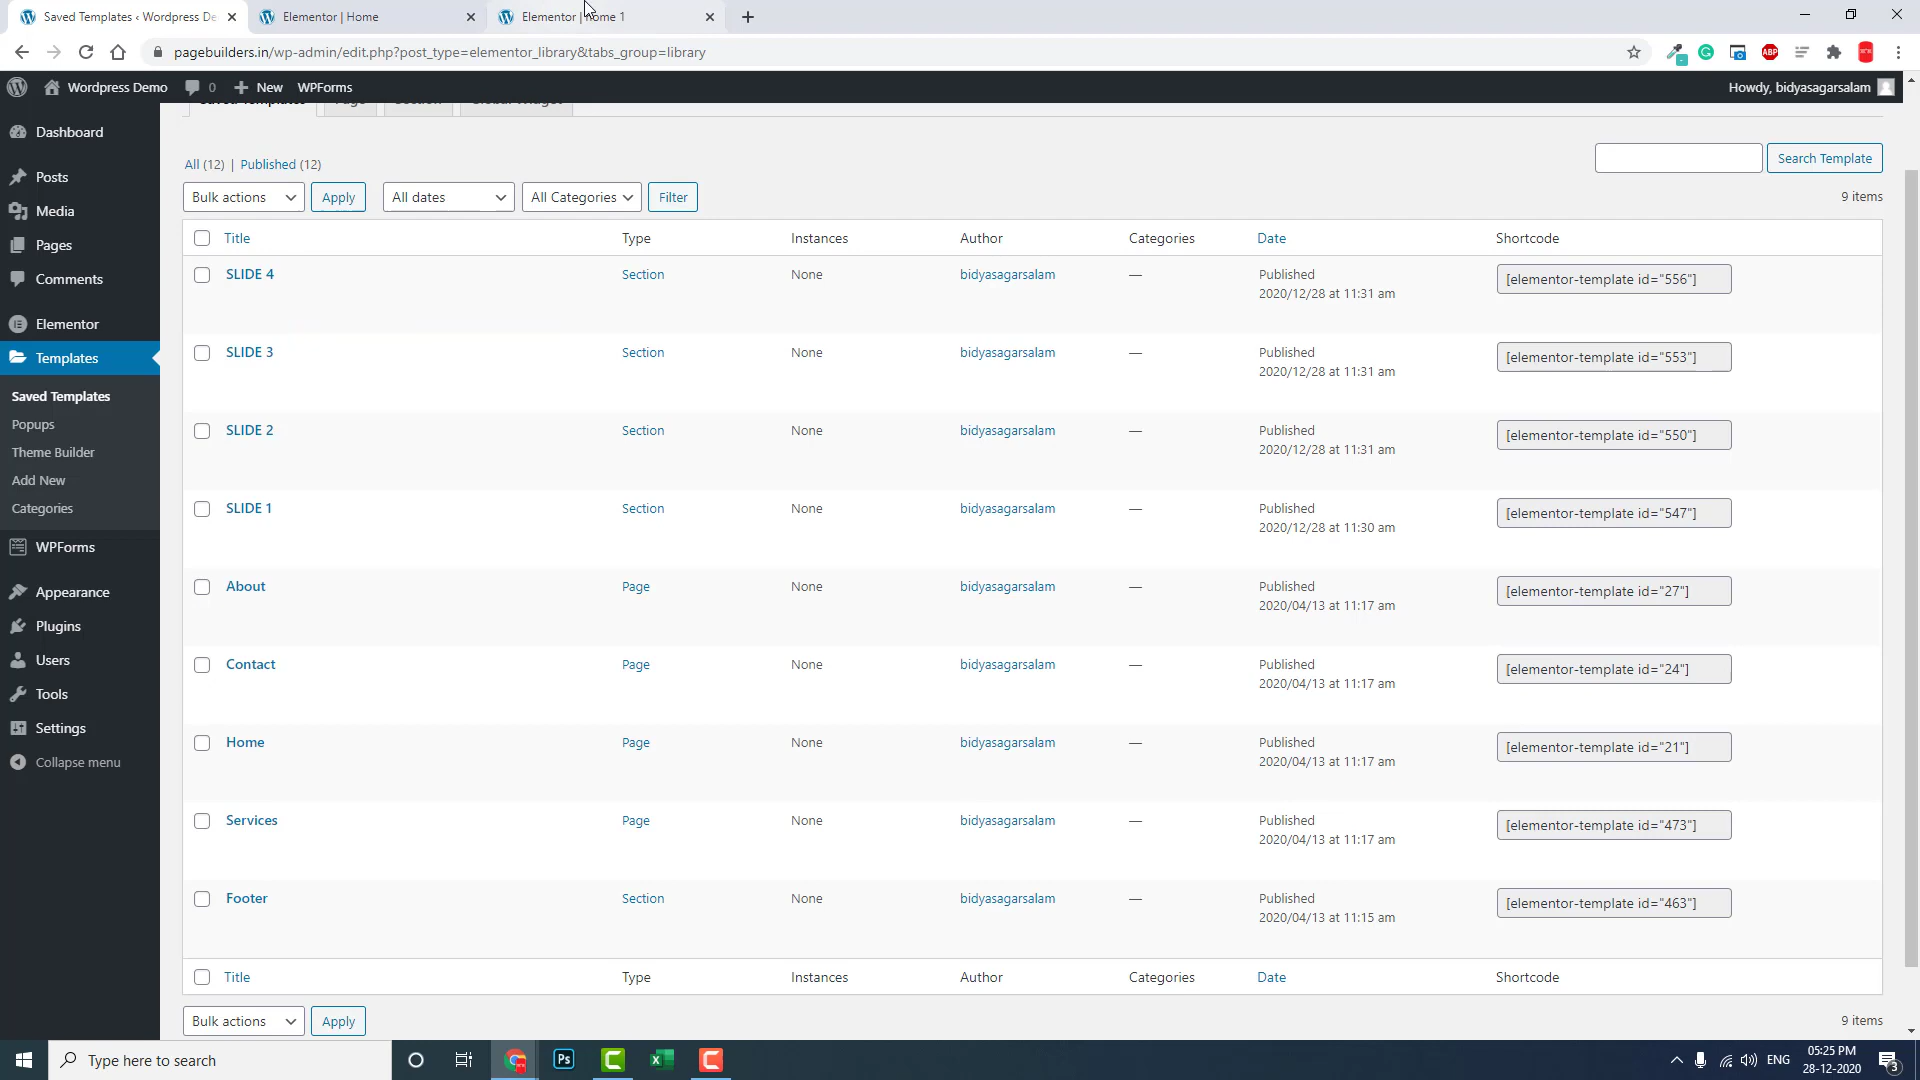 Saved Templates ‹ Wordpress De
Elementor | Home
Elementor | Home 1
pagebuilders.in/wp-admin/edit.php?post_type=elementor_library&tabs_group=library
Wordpress Demo 0 New WPForms
Howdy, bidyasagarsalam
Saved Templates Page Section Global Widget
Dashboard
Posts
Media
Pages
Comments
Elementor
Templates
Saved Templates
Popups
Theme Builder
Add New
Categories
WPForms
Appearance
Plugins
Users
Tools
Settings
Collapse menu
All (12) | Published (12)
Search Template
Bulk actions Apply All dates All Categories Filter
9 items
Title Type Instances Author Categories Date Shortcode
SLIDE 4 Section None bidyasagarsalam — Published [elementor-template id="556"]
2020/12/28 at 11:31 am
SLIDE 3 Section None bidyasagarsalam — Published [elementor-template id="553"]
2020/12/28 at 11:31 am
SLIDE 2 Section None bidyasagarsalam — Published [elementor-template id="550"]
2020/12/28 at 11:31 am
SLIDE 1 Section None bidyasagarsalam — Published [elementor-template id="547"]
2020/12/28 at 11:30 am
About Page None bidyasagarsalam — Published [elementor-template id="27"]
2020/04/13 at 11:17 am
Contact Page None bidyasagarsalam — Published [elementor-template id="24"]
2020/04/13 at 11:17 am
Home Page None bidyasagarsalam — Published [elementor-template id="21"]
2020/04/13 at 11:17 am
Services Page None bidyasagarsalam — Published [elementor-template id="473"]
2020/04/13 at 11:17 am
Footer Section None bidyasagarsalam — Published [elementor-template id="463"]
2020/04/13 at 11:15 am
Title Type Instances Author Categories Date Shortcode
Bulk actions Apply
9 items
Type here to search
Ps
ENG
05:25 PM
28-12-2020
3
ABP